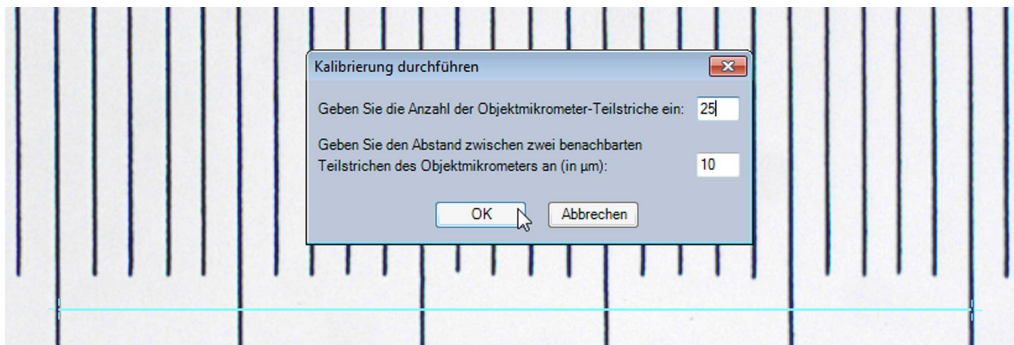 Kalibrierung durchführen
Geben Sie die Anzahl der Objektmikrometer-Teilstriche ein: 25
Geben Sie den Abstand zwischen zwei benachbarten
Teilstrichen des Objektmikrometers an (in µm): 10
OK Abbrechen